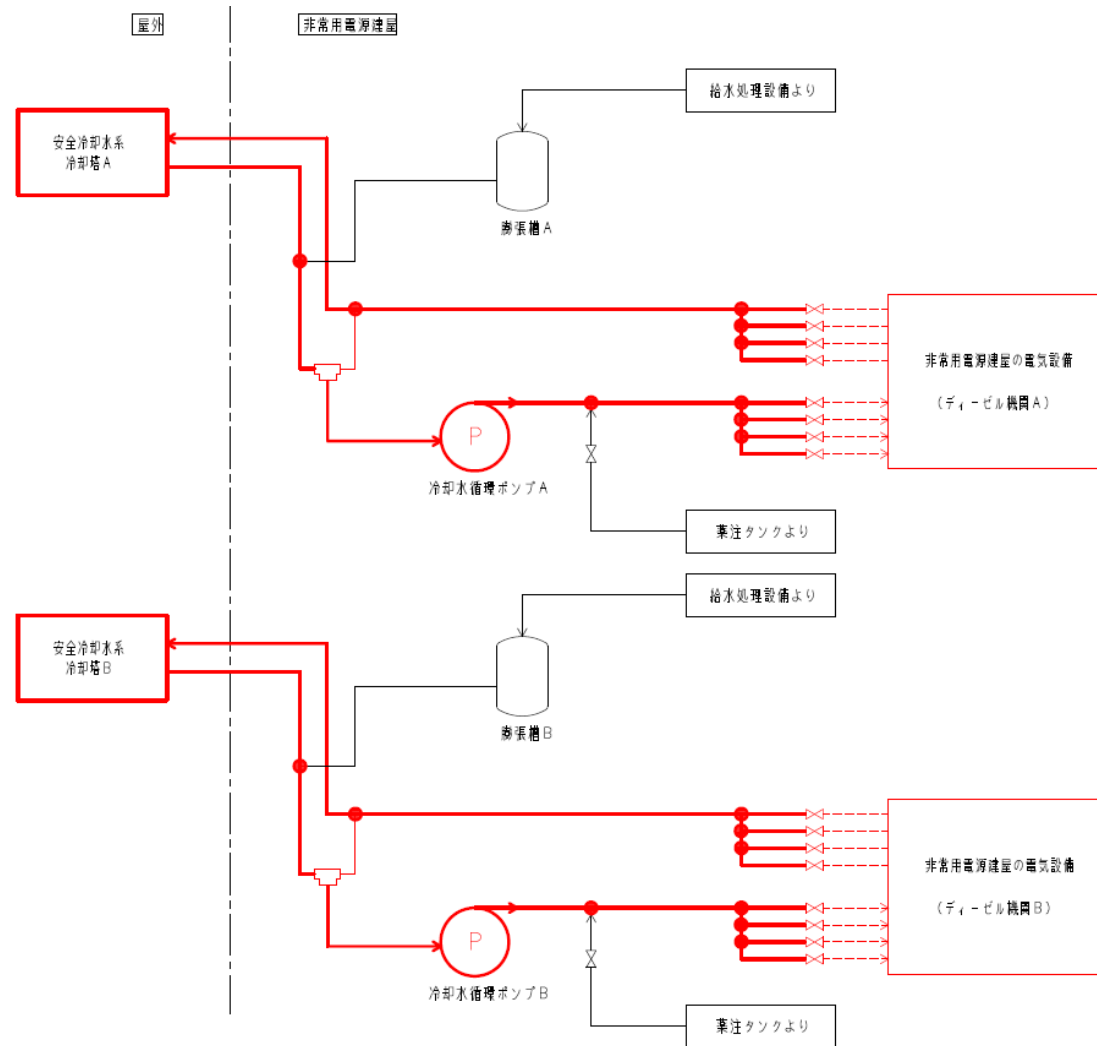 屋外
非常用電源建屋
給水処理設備より
安全冷却水系
冷却塔A
膨張槽A
非常用電源建屋の電気設備
(ディーゼル機関A)
P
冷却水循環ポンプA
薬注タンクより
給水処理設備より
安全冷却水系
冷却塔B
膨張槽B
非常用電源建屋の電気設備
(ディーゼル機関B)
P
冷却水循環ポンプB
薬注タンクより